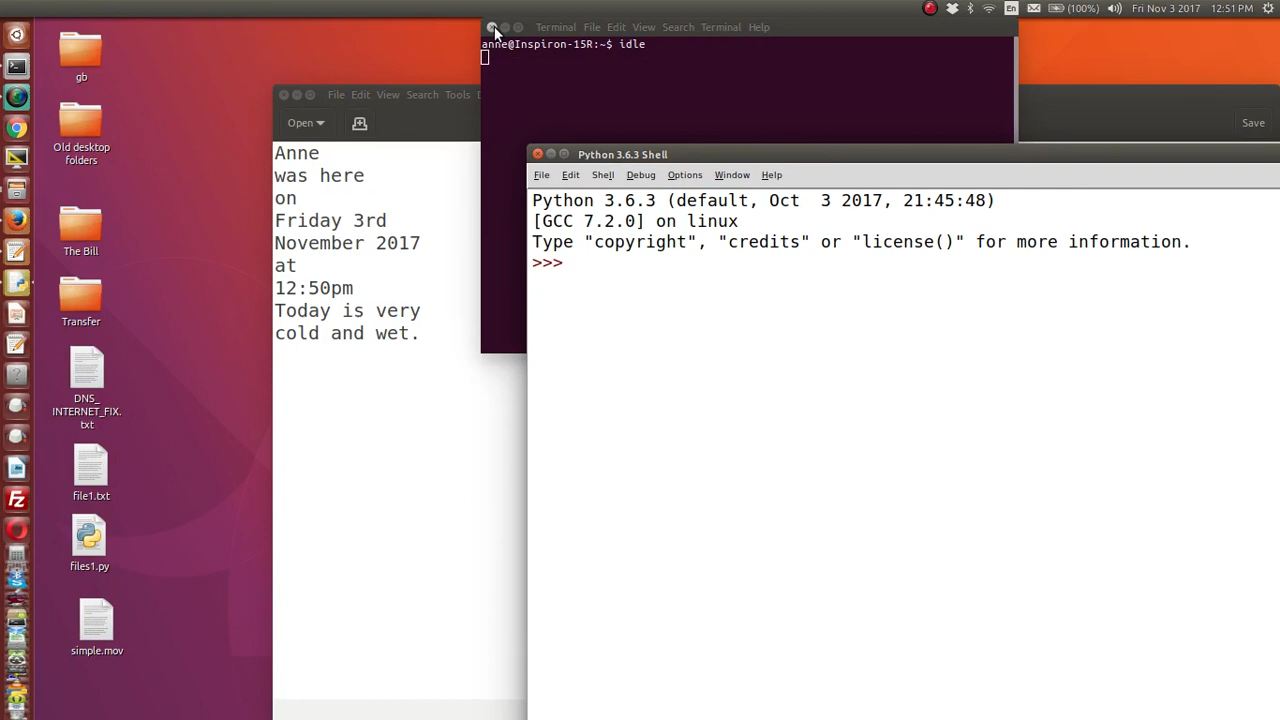 Terminal File Edit View Search Terminal Help
En (100%) Fri Nov 3 2017 12:51 PM
anne@Inspiron-15R:~$ idle
gb
Old desktop
folders
The Bill
Transfer
DNS_
INTERNET_FIX.
txt
file1.txt
files1.py
simple.mov
File Edit View Search Tools
Open
Save
Anne
was here
on
Friday 3rd
November 2017
at
12:50pm
Today is very
cold and wet.
Python 3.6.3 Shell
File Edit Shell Debug Options Window Help
Python 3.6.3 (default, Oct  3 2017, 21:45:48)
[GCC 7.2.0] on linux
Type "copyright", "credits" or "license()" for more information.
>>>